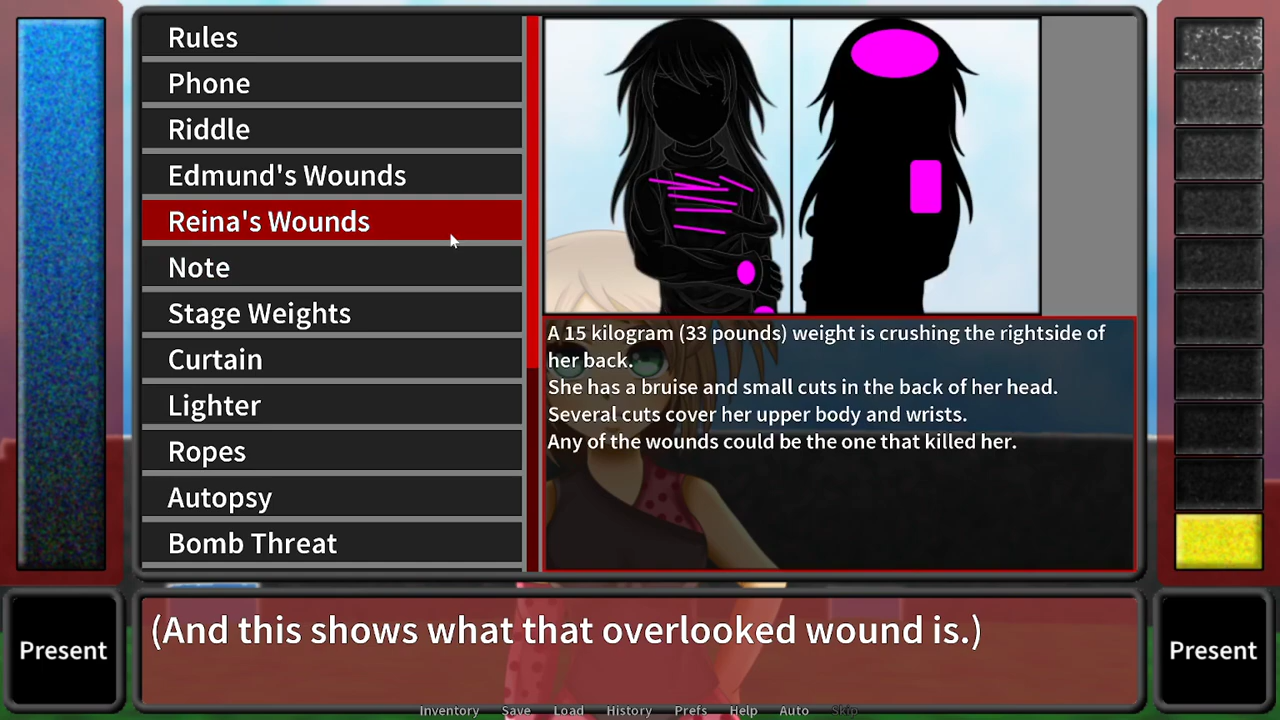 Rules
Phone
Riddle
Edmund's Wounds
Reina's Wounds
Note
Stage Weights
Curtain
Lighter
Ropes
Autopsy
Bomb Threat
A 15 kilogram (33 pounds) weight is crushing the rightside of
her back.
She has a bruise and small cuts in the back of her head.
Several cuts cover her upper body and wrists.
Any of the wounds could be the one that killed her.
Present
(And this shows what that overlooked wound is.)
Present
Inventory Save Load History Prefs Help Auto Skip